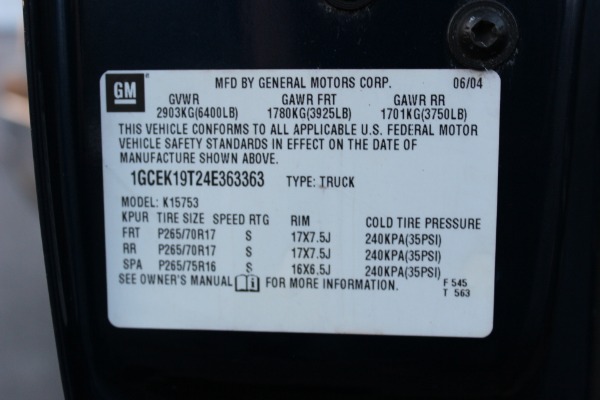 GM MFD BY GENERAL MOTORS CORP. 06/04
GVWR GAWR FRT GAWR RR
2903KG(6400LB) 1780KG(3925LB) 1701KG(3750LB)
THIS VEHICLE CONFORMS TO ALL APPLICABLE U.S. FEDERAL MOTOR
VEHICLE SAFETY STANDARDS IN EFFECT ON THE DATE OF
MANUFACTURE SHOWN ABOVE.
1GCEK19T24E363363 TYPE: TRUCK
MODEL: K15753
KPUR TIRE SIZE SPEED RTG RIM COLD TIRE PRESSURE
FRT P265/70R17 S 17X7.5J 240KPA(35PSI)
RR P265/70R17 S 17X7.5J 240KPA(35PSI)
SPA P265/75R16 S 16X6.5J 240KPA(35PSI)
SEE OWNER'S MANUAL FOR MORE INFORMATION. F 545
T 563